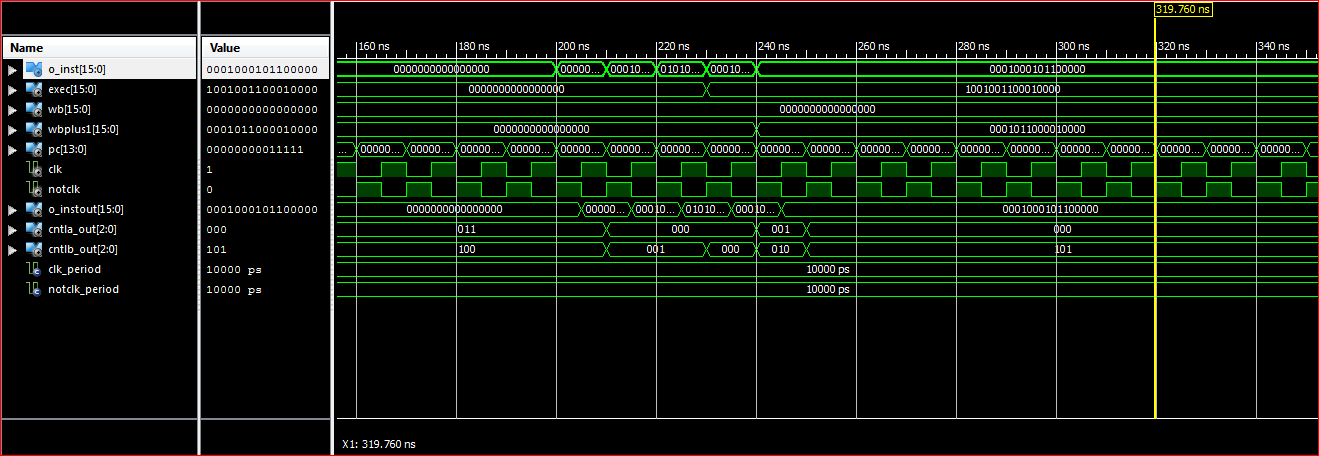 319.760 ns
Name Value 160 ns 180 ns 200 ns 220 ns 240 ns 260 ns 280 ns 300 ns 320 ns 340 ns
o_inst[15:0] 0001000101100000 0000000000000000 00000... 00010... 01010... 00010... 0001000101100000
exec[15:0] 1001001100010000 0000000000000000 1001001100010000
wb[15:0] 0000000000000000 0000000000000000
wbplus1[15:0] 0001011000010000 0000000000000000 0001011000010000
pc[13:0] 00000000011111 ... 00000... 00000... 00000... 00000... 00000... 00000... 00000... 00000... 00000... 00000... 00000... 00000... 00000... 00000... 00000... 00000... 00000... 00000... 00000...
clk 1
notclk 0
o_instout[15:0] 0001000101100000 0000000000000000 00000... 00010... 01010... 00010... 0001000101100000
cntla_out[2:0] 000 011 000 001 000
cntlb_out[2:0] 101 100 001 000 010 101
clk_period 10000 ps 10000 ps
notclk_period 10000 ps 10000 ps
X1: 319.760 ns